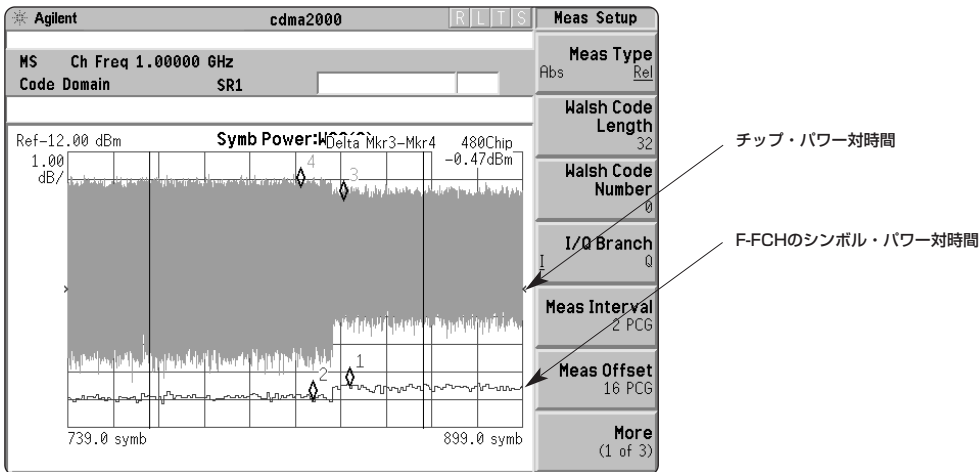 Agilent
cdma2000
R L T S
Meas Setup
MS Ch Freq 1.00000 GHz
Code Domain SR1
Ref-12.00 dBm
Symb Power:
Delta Mkr3-Mkr4 480Chip
-0.47dBm
1.00
dB/
4
3
2
1
739.0 symb
899.0 symb
Meas Type
Abs Rel
Walsh Code
Length
32
Walsh Code
Number
0
I/Q Branch
I Q
Meas Interval
2 PCG
Meas Offset
16 PCG
More
(1 of 3)
チップ・パワー対時間
F-FCHのシンボル・パワー対時間